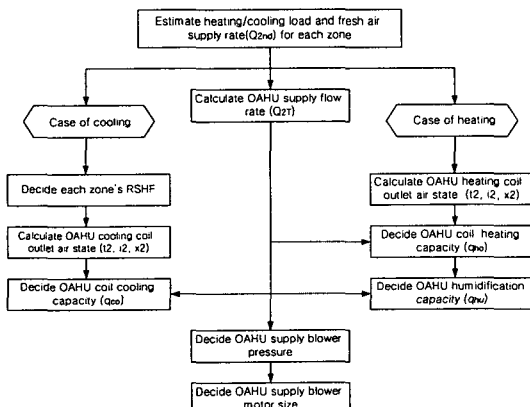 Estimate heating/cooling load and fresh air
supply rate(Q2nd) for each zone
Case of cooling
Calculate OAHU supply flow
rate (Q2T)
Case of heating
Decide each zone's RSHF
Calculate OAHU heating coil
outlet air state (t2, i2, x2)
Calculate OAHU cooling coil
outlet air state (t2, i2, x2)
Decide OAHU coil heating
capacity (qho)
Decide OAHU coil cooling
capacity (qco)
Decide OAHU humidification
capacity (qhu)
Decide OAHU supply blower
pressure
Decide OAHU supply blower
motor size